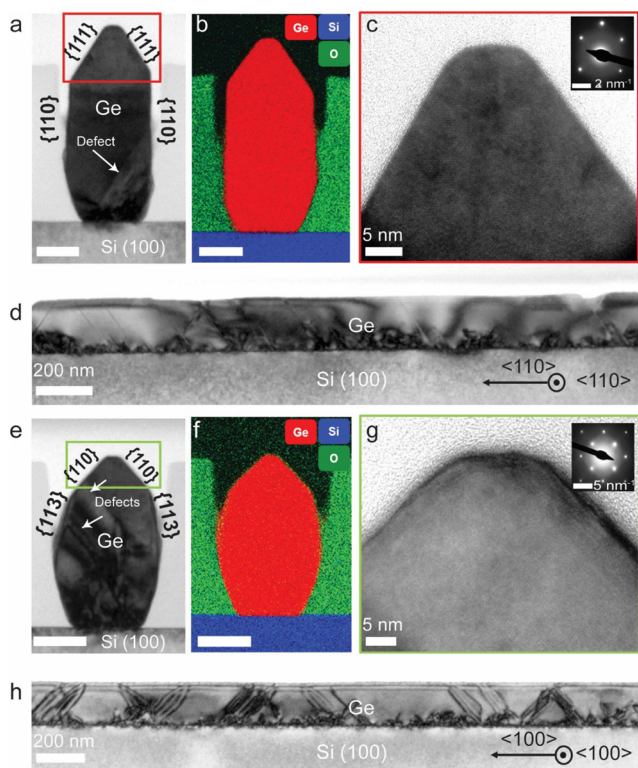 a
{111}
{111}
{110}
{110}
Ge
Defect
Si (100)
b
Ge
Si
O
c
2 nm⁻¹
5 nm
d
Ge
200 nm
Si (100)
<110>
<110>
e
{110}
{110}
{113}
{113}
Defects
Ge
Si (100)
f
Ge
Si
O
g
5 nm⁻¹
5 nm
h
Ge
200 nm
Si (100)
<100>
<100>